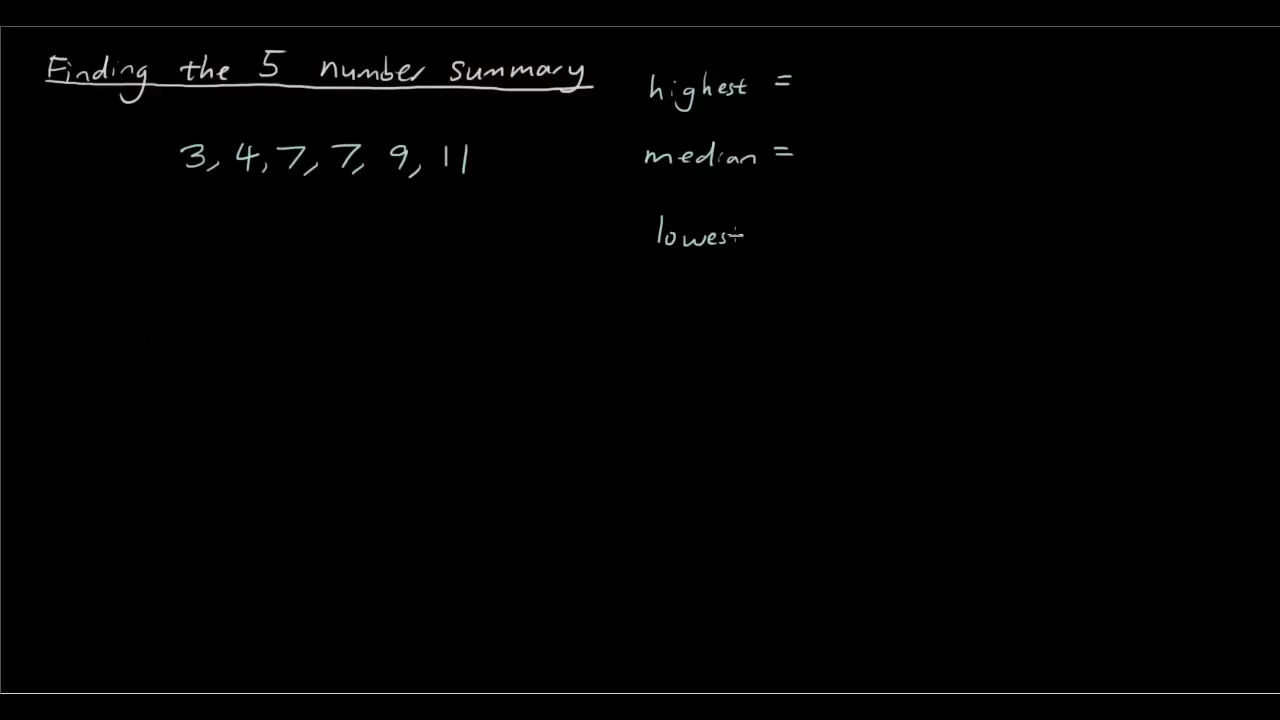 Finding the 5 number summary
3, 4, 7, 7, 9, 11
highest =
median =
lowest